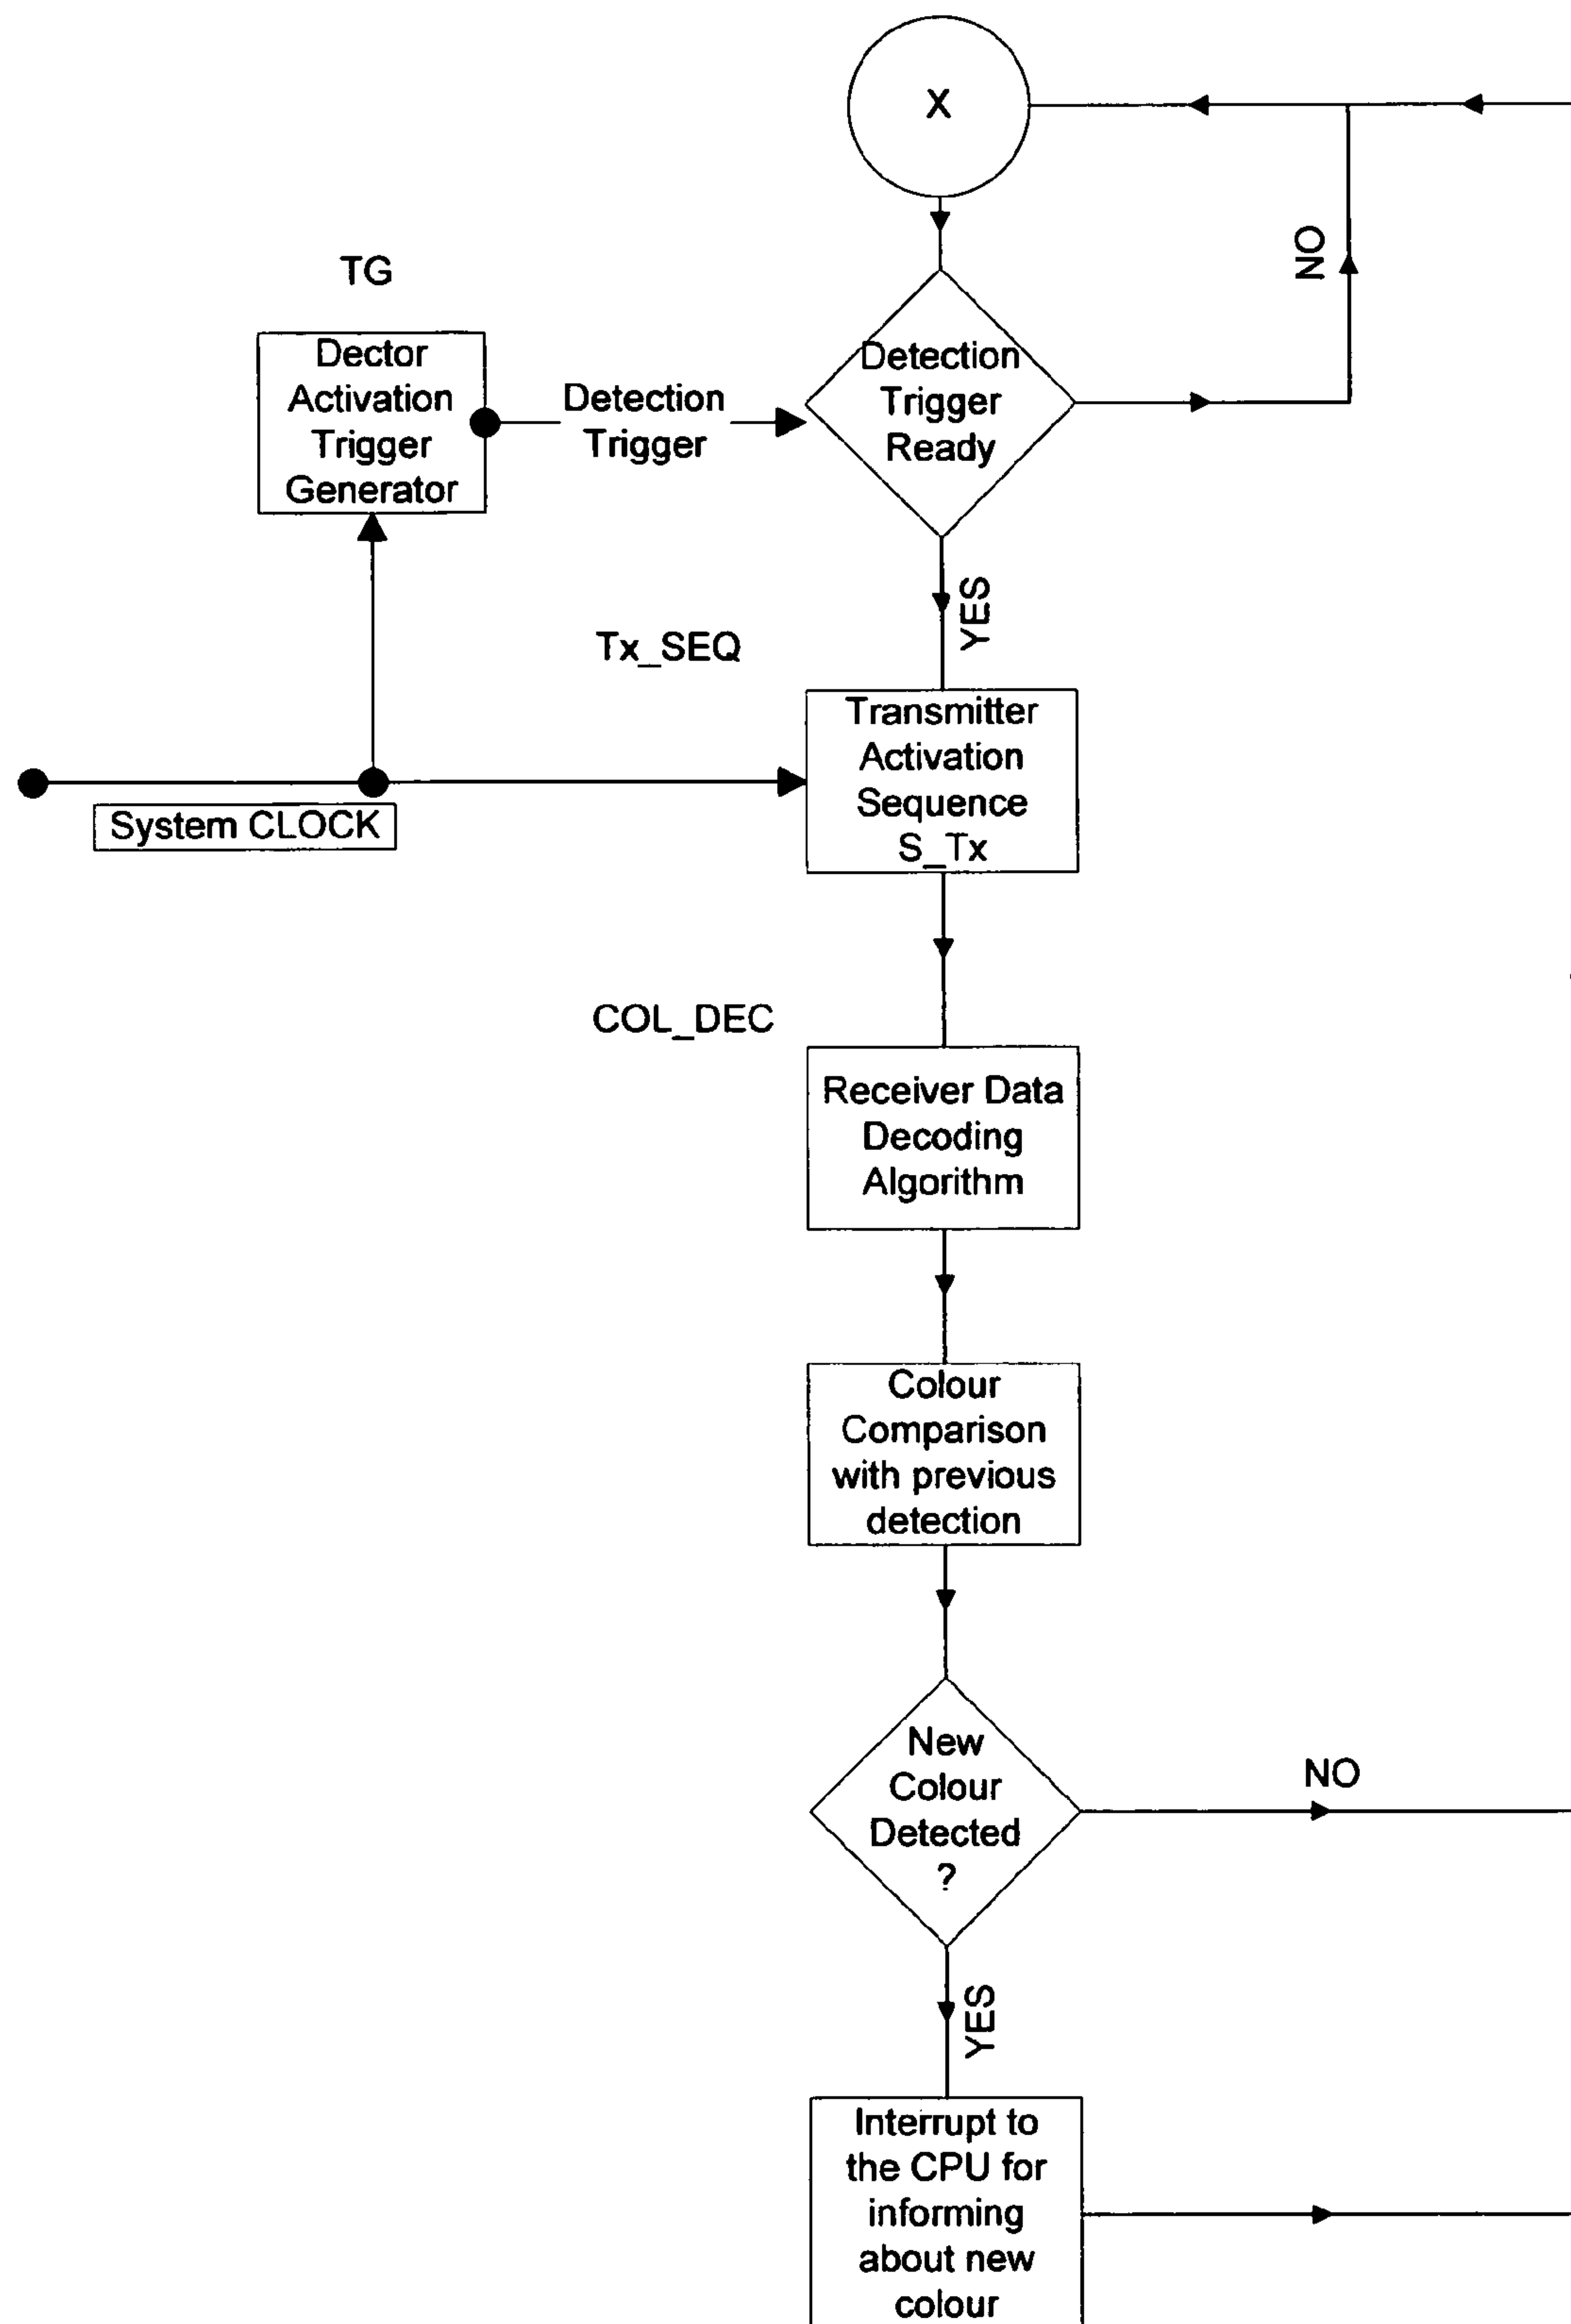 X
NO
TG
Dector
Activation
Trigger
Generator
Detection
Trigger
Detection
Trigger
Ready
YES
Tx_SEQ
Transmitter
Activation
Sequence
S_Tx
System CLOCK
COL_DEC
Receiver Data
Decoding
Algorithm
Colour
Comparison
with previous
detection
New
Colour
Detected
?
NO
YES
Interrupt to
the CPU for
informing
about new
colour